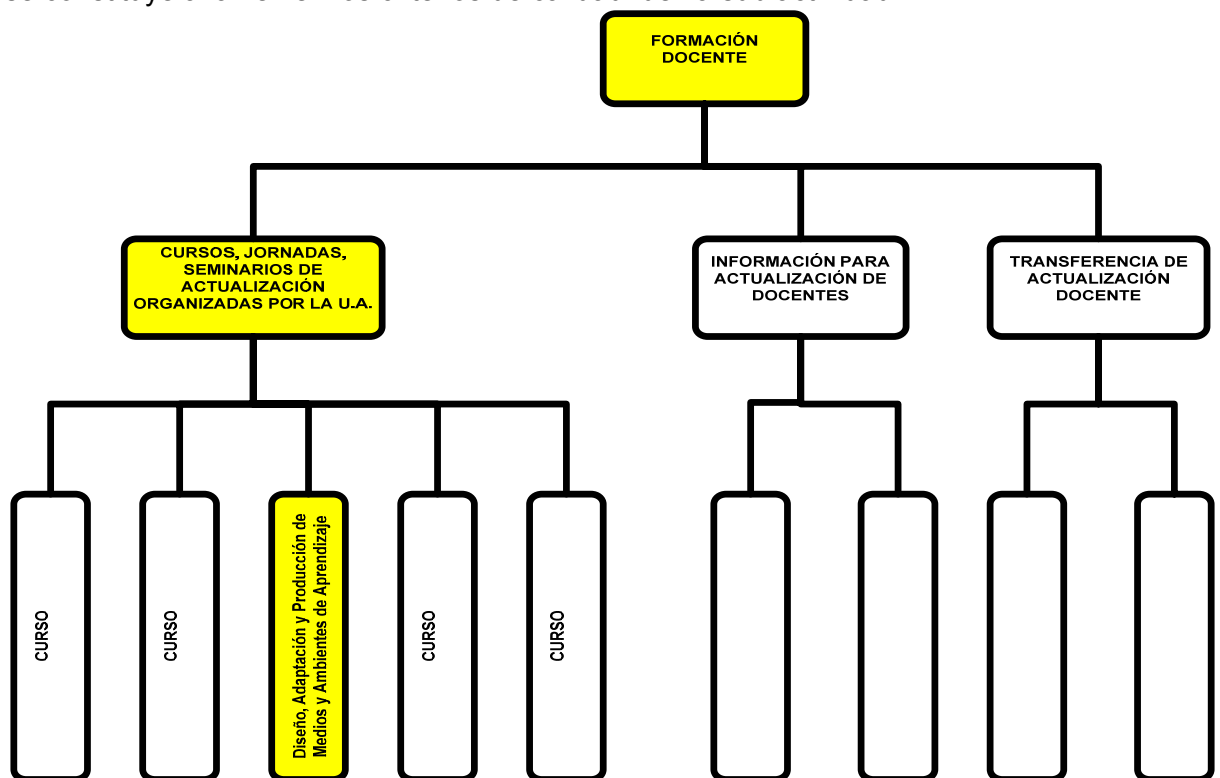 FORMACIÓN
DOCENTE
CURSOS, JORNADAS,
SEMINARIOS DE
ACTUALIZACIÓN
ORGANIZADAS POR LA U.A.
INFORMACIÓN PARA
ACTUALIZACIÓN DE
DOCENTES
TRANSFERENCIA DE
ACTUALIZACIÓN
DOCENTE
CURSO
CURSO
Diseño, Adaptación y Producción de
Medios y Ambientes de Aprendizaje
CURSO
CURSO